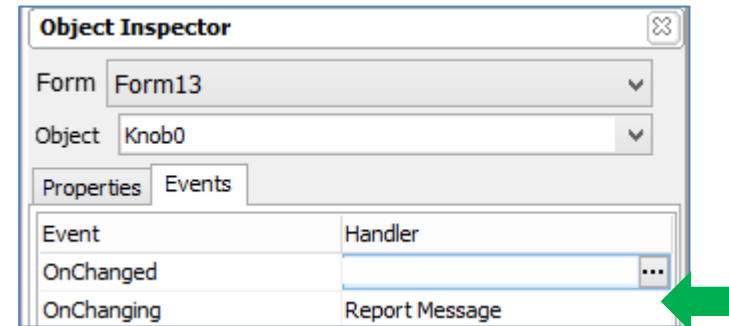 Object Inspector
Form Form13
Object Knob0
Properties Events
Event Handler
OnChanged ...
OnChanging Report Message